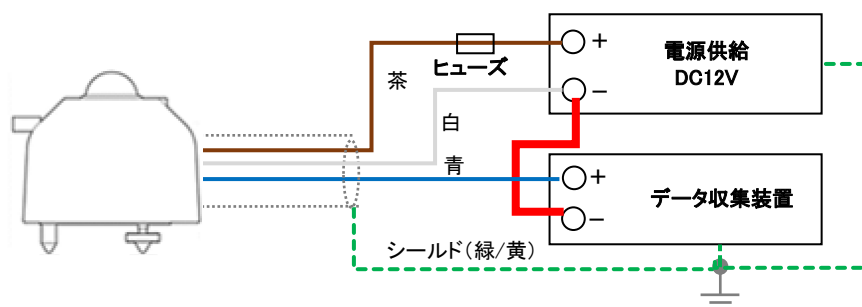 +
電源供給
DC12V
ヒューズ
−
茶
白
青
+
データ収集装置
−
シールド（緑/黄）